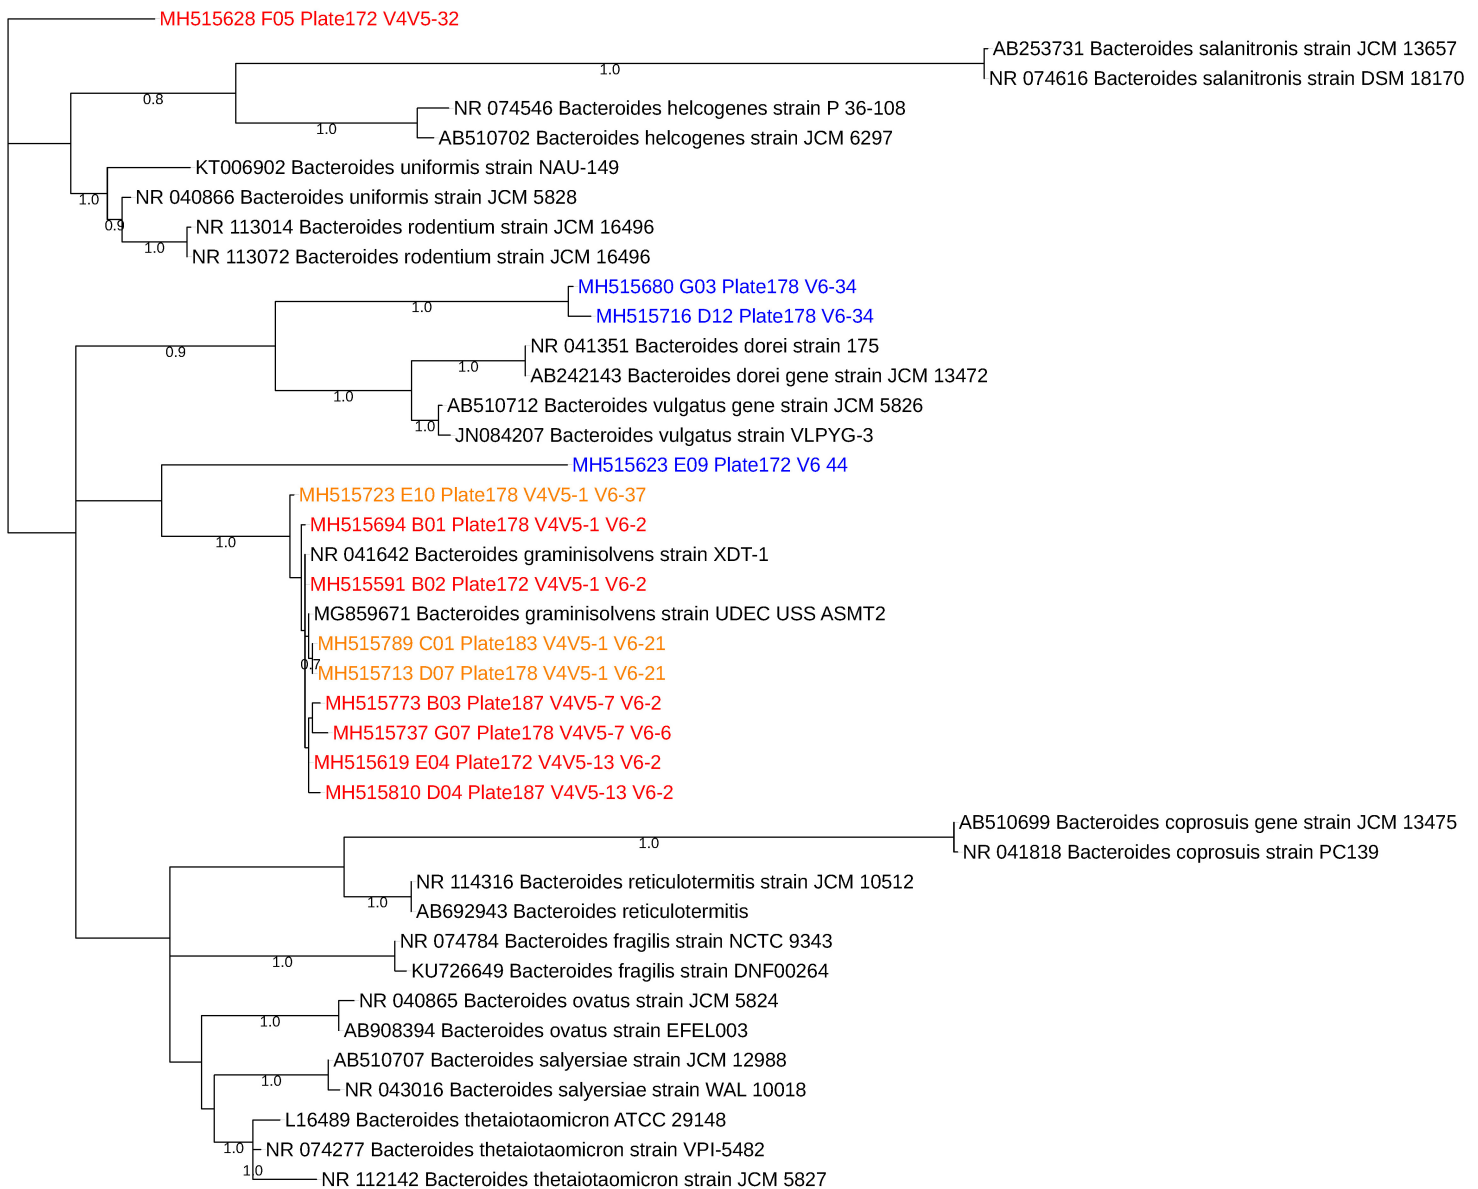 MH515628 F05 Plate172 V4V5-32
AB253731 Bacteroides salanitronis strain JCM 13657
1.0
NR 074616 Bacteroides salanitronis strain DSM 18170
0.8
NR 074546 Bacteroides helcogenes strain P 36-108
1.0
AB510702 Bacteroides helcogenes strain JCM 6297
KT006902 Bacteroides uniformis strain NAU-149
1.0
NR 040866 Bacteroides uniformis strain JCM 5828
0.9
NR 113014 Bacteroides rodentium strain JCM 16496
1.0
NR 113072 Bacteroides rodentium strain JCM 16496
MH515680 G03 Plate178 V6-34
1.0
MH515716 D12 Plate178 V6-34
0.9
NR 041351 Bacteroides dorei strain 175
1.0
AB242143 Bacteroides dorei gene strain JCM 13472
1.0
AB510712 Bacteroides vulgatus gene strain JCM 5826
1.0
JN084207 Bacteroides vulgatus strain VLPYG-3
MH515623 E09 Plate172 V6 44
MH515723 E10 Plate178 V4V5-1 V6-37
1.0
MH515694 B01 Plate178 V4V5-1 V6-2
NR 041642 Bacteroides graminisolvens strain XDT-1
MH515591 B02 Plate172 V4V5-1 V6-2
MG859671 Bacteroides graminisolvens strain UDEC USS ASMT2
MH515789 C01 Plate183 V4V5-1 V6-21
0.7
MH515713 D07 Plate178 V4V5-1 V6-21
MH515773 B03 Plate187 V4V5-7 V6-2
MH515737 G07 Plate178 V4V5-7 V6-6
MH515619 E04 Plate172 V4V5-13 V6-2
MH515810 D04 Plate187 V4V5-13 V6-2
AB510699 Bacteroides coprosuis gene strain JCM 13475
1.0
NR 041818 Bacteroides coprosuis strain PC139
NR 114316 Bacteroides reticulotermitis strain JCM 10512
1.0
AB692943 Bacteroides reticulotermitis
NR 074784 Bacteroides fragilis strain NCTC 9343
1.0
KU726649 Bacteroides fragilis strain DNF00264
NR 040865 Bacteroides ovatus strain JCM 5824
1.0
AB908394 Bacteroides ovatus strain EFEL003
AB510707 Bacteroides salyersiae strain JCM 12988
1.0
NR 043016 Bacteroides salyersiae strain WAL 10018
L16489 Bacteroides thetaiotaomicron ATCC 29148
1.0
NR 074277 Bacteroides thetaiotaomicron strain VPI-5482
1.0
NR 112142 Bacteroides thetaiotaomicron strain JCM 5827